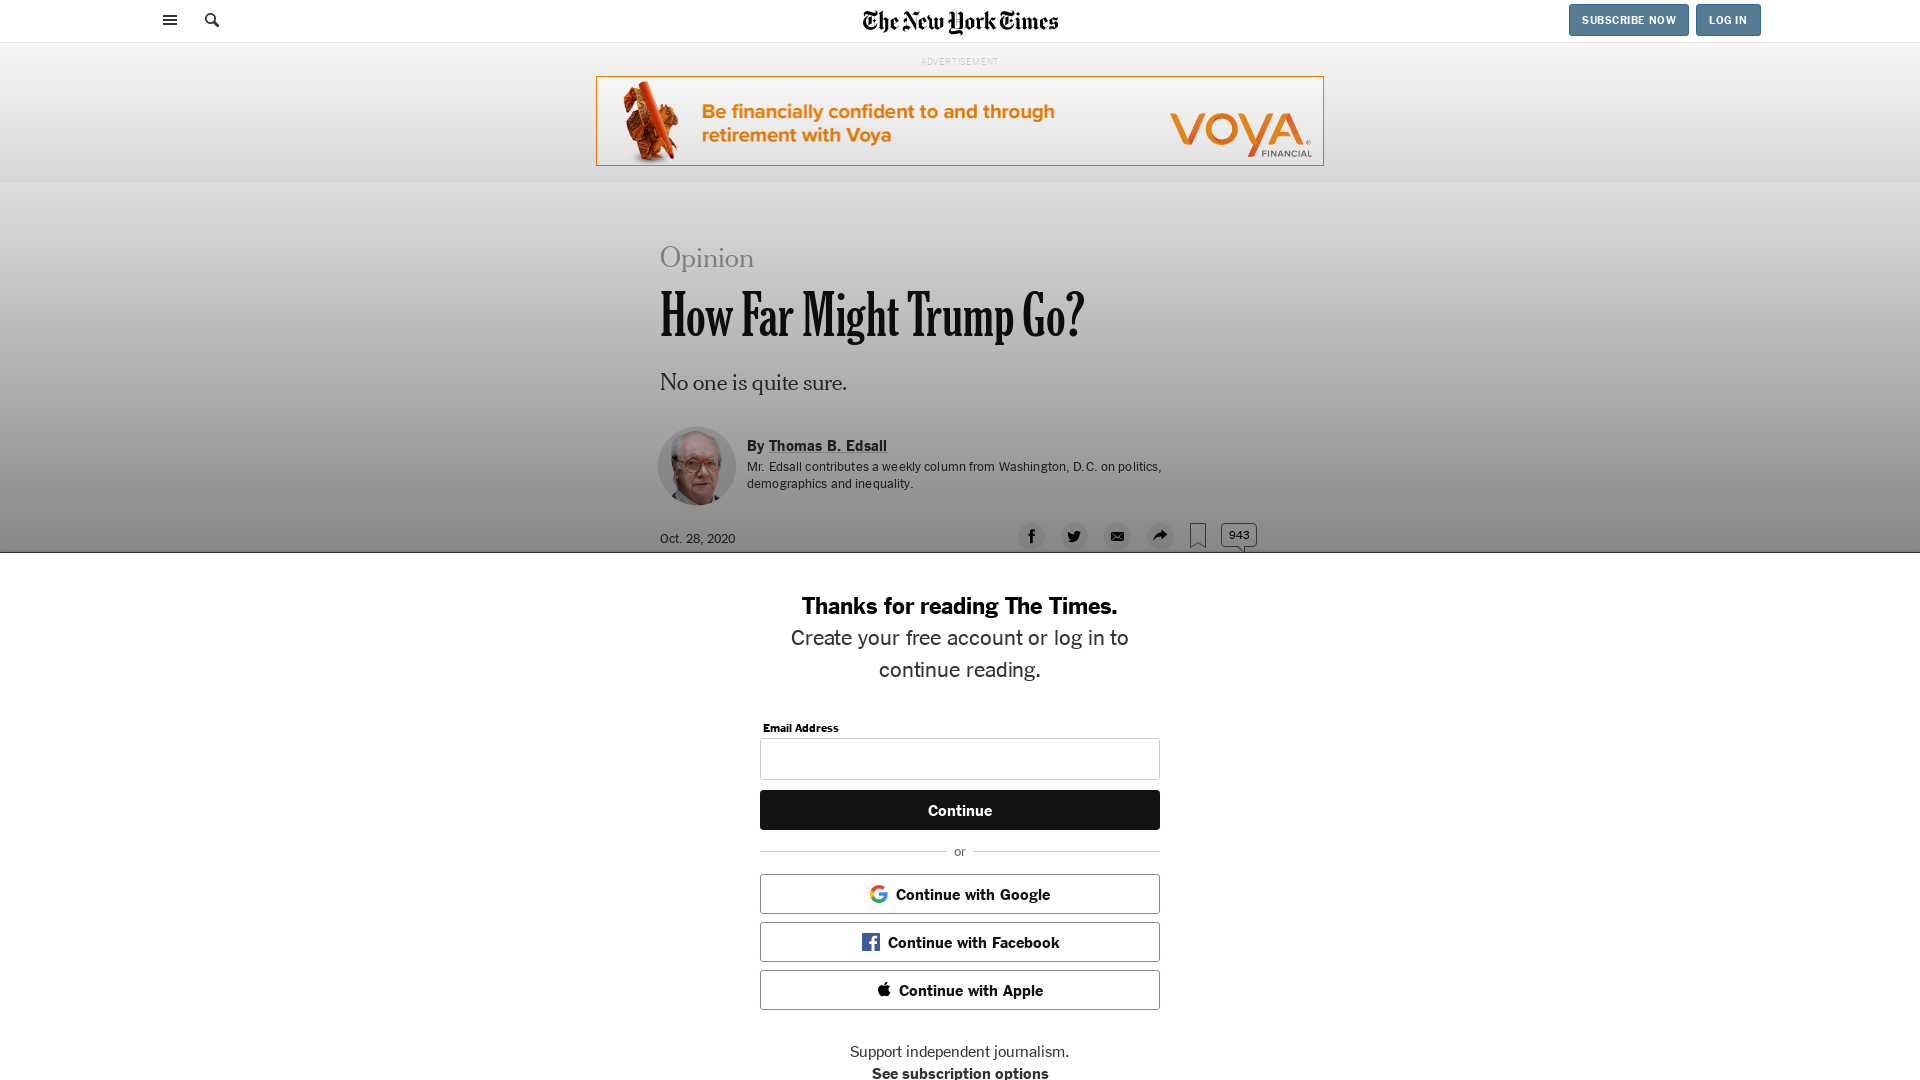 The New York Times
SUBSCRIBE NOW
LOG IN
ADVERTISEMENT
Be financially confident to and through
retirement with Voya
VOYA®
FINANCIAL
Opinion
How Far Might Trump Go?
No one is quite sure.
By Thomas B. Edsall
Mr. Edsall contributes a weekly column from Washington, D.C. on politics,
demographics and inequality.
Oct. 28, 2020
943
Thanks for reading The Times.
Create your free account or log in to
continue reading.
Email Address
Continue
or
Continue with Google
Continue with Facebook
Continue with Apple
Support independent journalism.
See subscription options